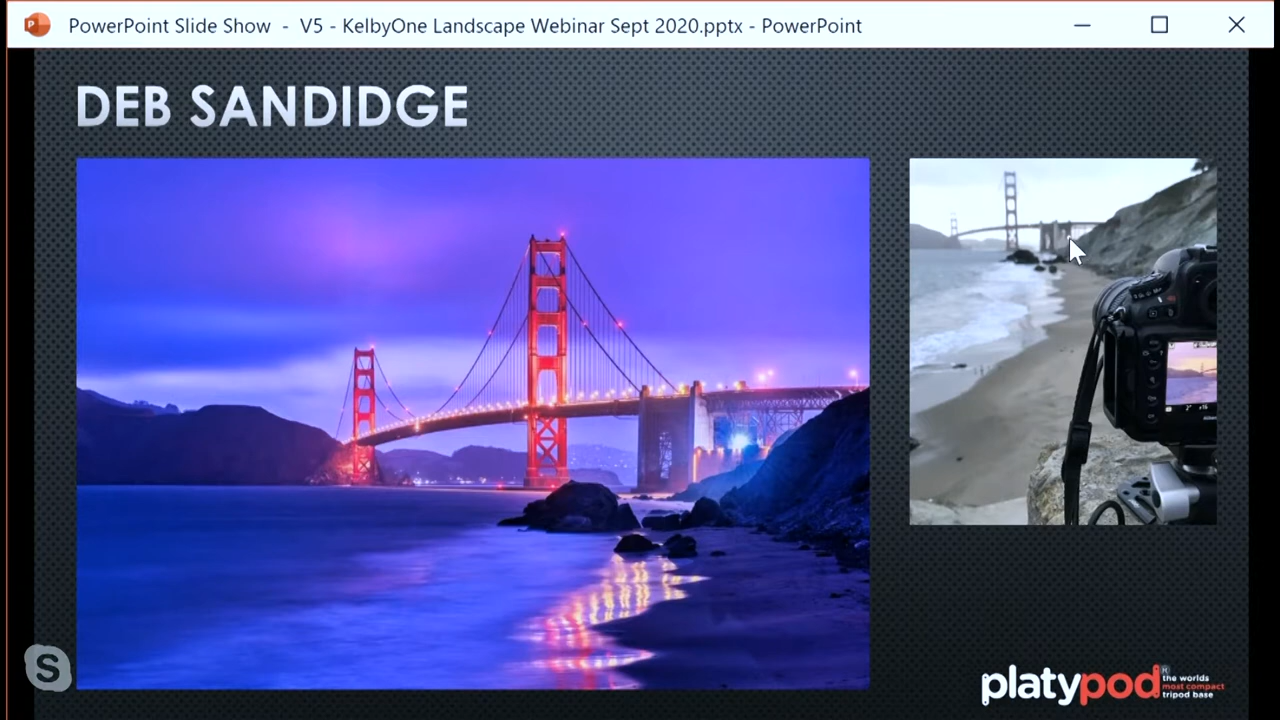 PowerPoint Slide Show - V5 - KelbyOne Landscape Webinar Sept 2020.pptx - PowerPoint
DEB SANDIDGE
platypod
the worlds
most compact
tripod base
S